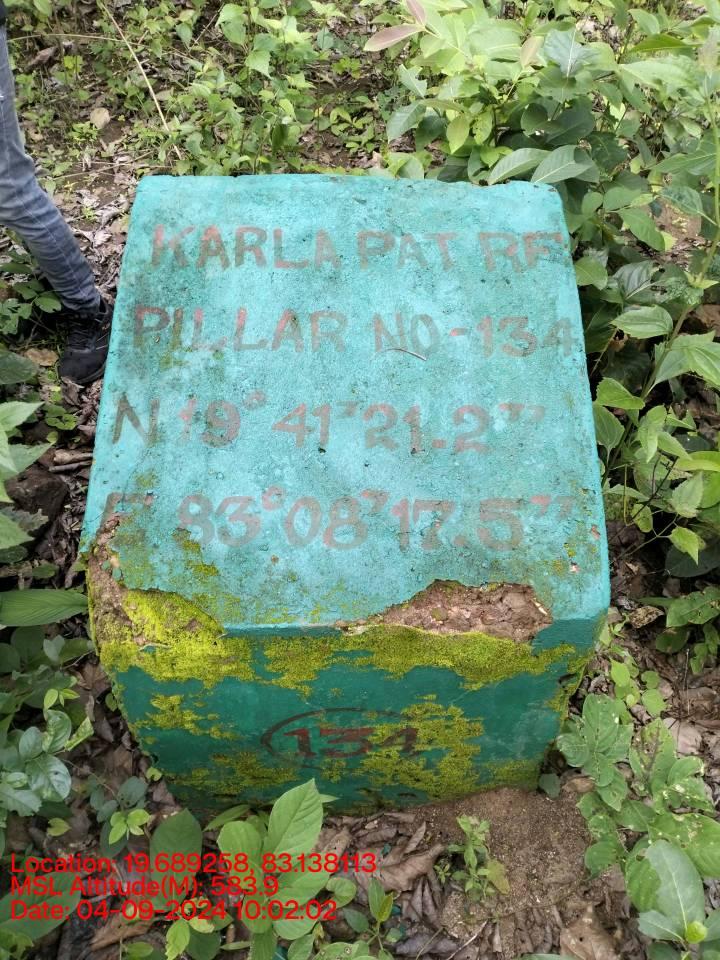 KARLA PAT RF
PILLAR NO-134
N 19° 41' 21.2"
E 83° 08' 17.5"
134
Location: 19.689258, 83.138113
MSL Altitude(M): 583.9
Date: 04-09-2024 10:02:02